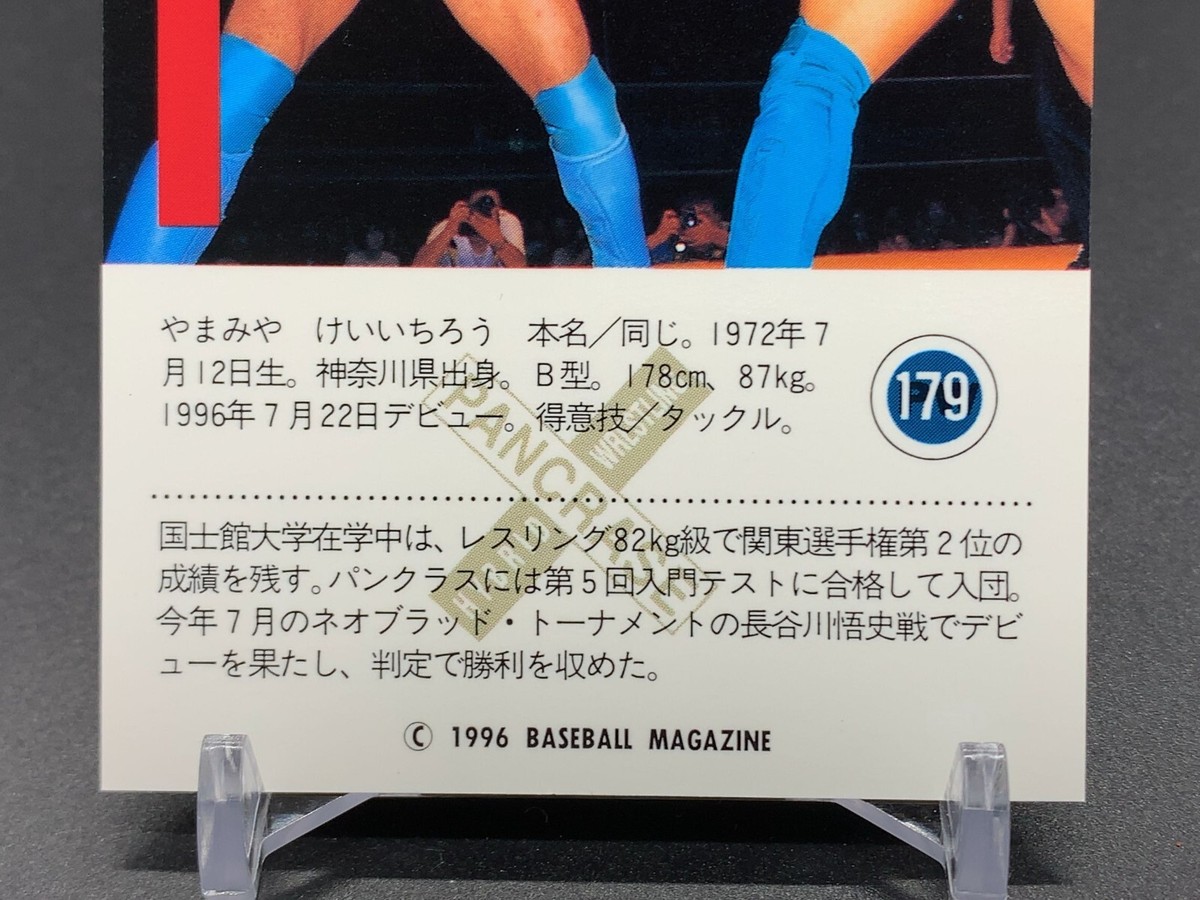 やまみや　けいいちろう　本名／同じ。1972年7
月12日生。神奈川県出身。B型。178cm、87kg。
1996年7月22日デビュー。得意技／タックル。
179
PANCRASE
WRESTLING
HYBRID
国士館大学在学中は、レスリング82kg級で関東選手権第2位の
成績を残す。パンクラスには第5回入門テストに合格して入団。
今年7月のネオブラッド・トーナメントの長谷川悟史戦でデビ
ューを果たし、判定で勝利を収めた。
© 1996 BASEBALL MAGAZINE